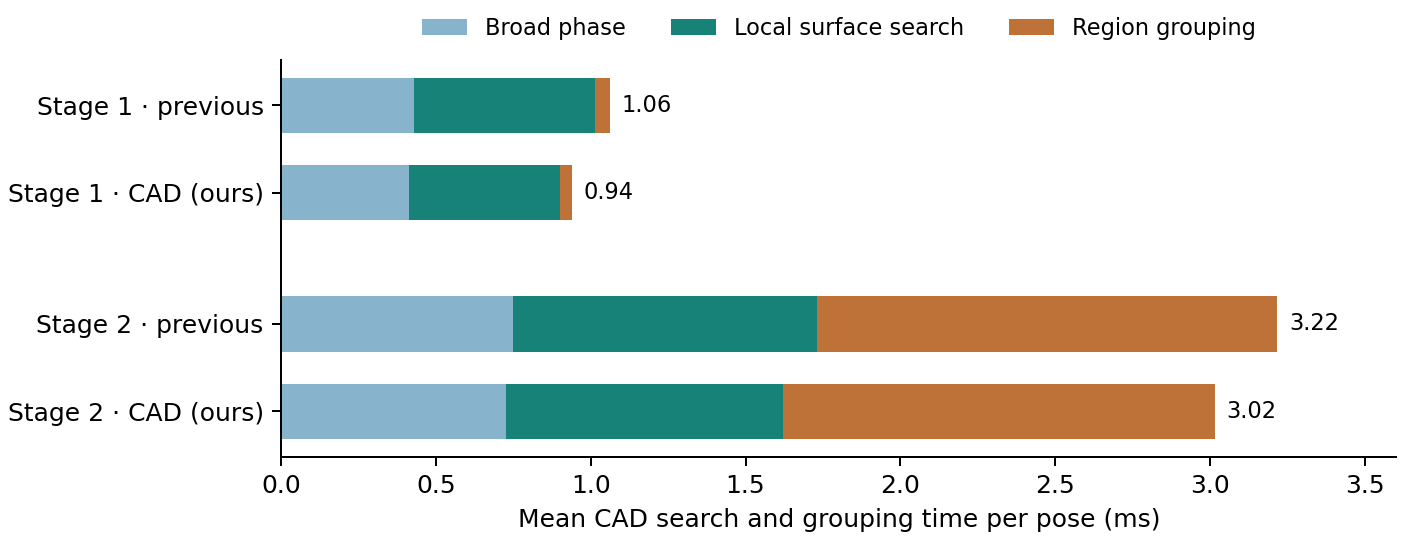 Broad phase Local surface search Region grouping
Stage 1 · previous 1.06
Stage 1 · CAD (ours) 0.94
Stage 2 · previous 3.22
Stage 2 · CAD (ours) 3.02
0.0 0.5 1.0 1.5 2.0 2.5 3.0 3.5
Mean CAD search and grouping time per pose (ms)